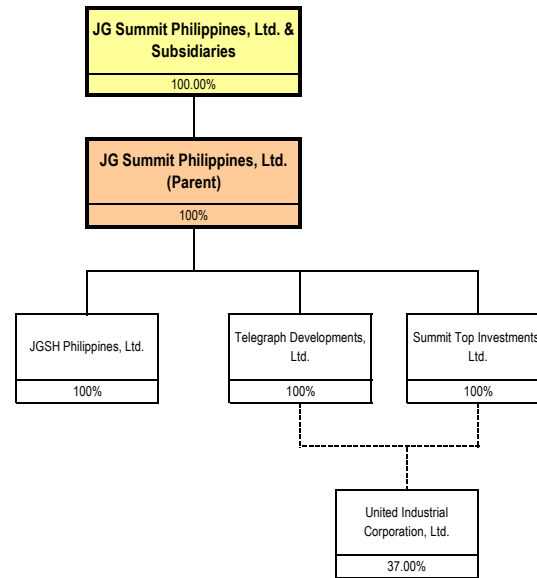 JG Summit Philippines, Ltd. &
Subsidiaries
100.00%
JG Summit Philippines, Ltd.
(Parent)
100%
JGSH Philippines, Ltd.
100%
Telegraph Developments,
Ltd.
100%
Summit Top Investments,
Ltd.
100%
United Industrial
Corporation, Ltd.
37.00%